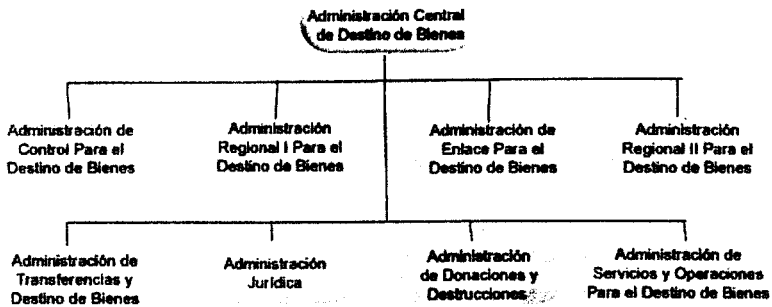 Administración Central
de Destino de Bienes
Administración de
Control Para el
Destino de Bienes
Administración
Regional I Para el
Destino de Bienes
Administración de
Enlace Para el
Destino de Bienes
Administración
Regional II Para el
Destino de Bienes
Administración de
Transferencias y
Destino de Bienes
Administración
Jurídica
Administración
de Donaciones y
Destrucciones
Administración de
Servicios y Operaciones
Para el Destino de Bienes